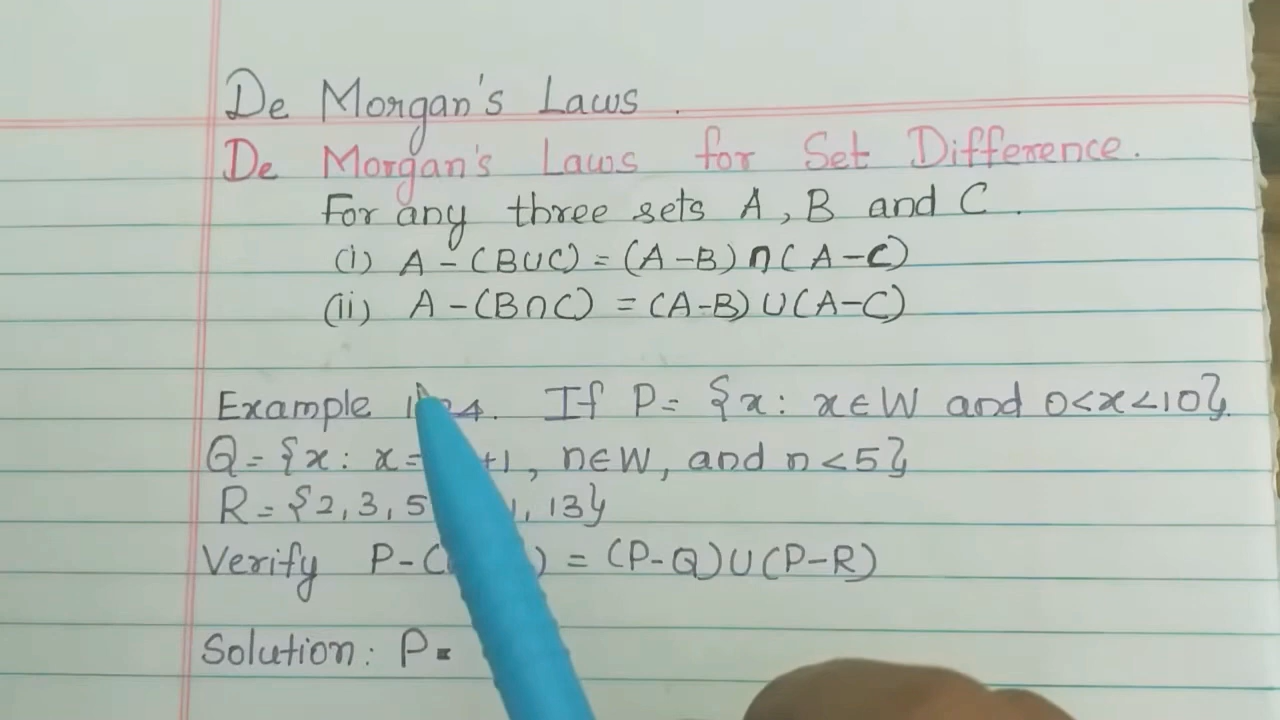 De Morgan's Laws.
De Morgan's Laws for Set Difference.
For any three sets A, B and C.
(i) A - (B∪C) = (A-B)∩(A-C)
(ii) A - (B∩C) = (A-B)∪(A-C)
Example If P = {x: x∈W and 0<x<10}.
Q = {x: x= +1, n∈W, and n<5}
R = {2, 3, 5 , 13}
Verify P-( ) = (P-Q)∪(P-R)
Solution: P=